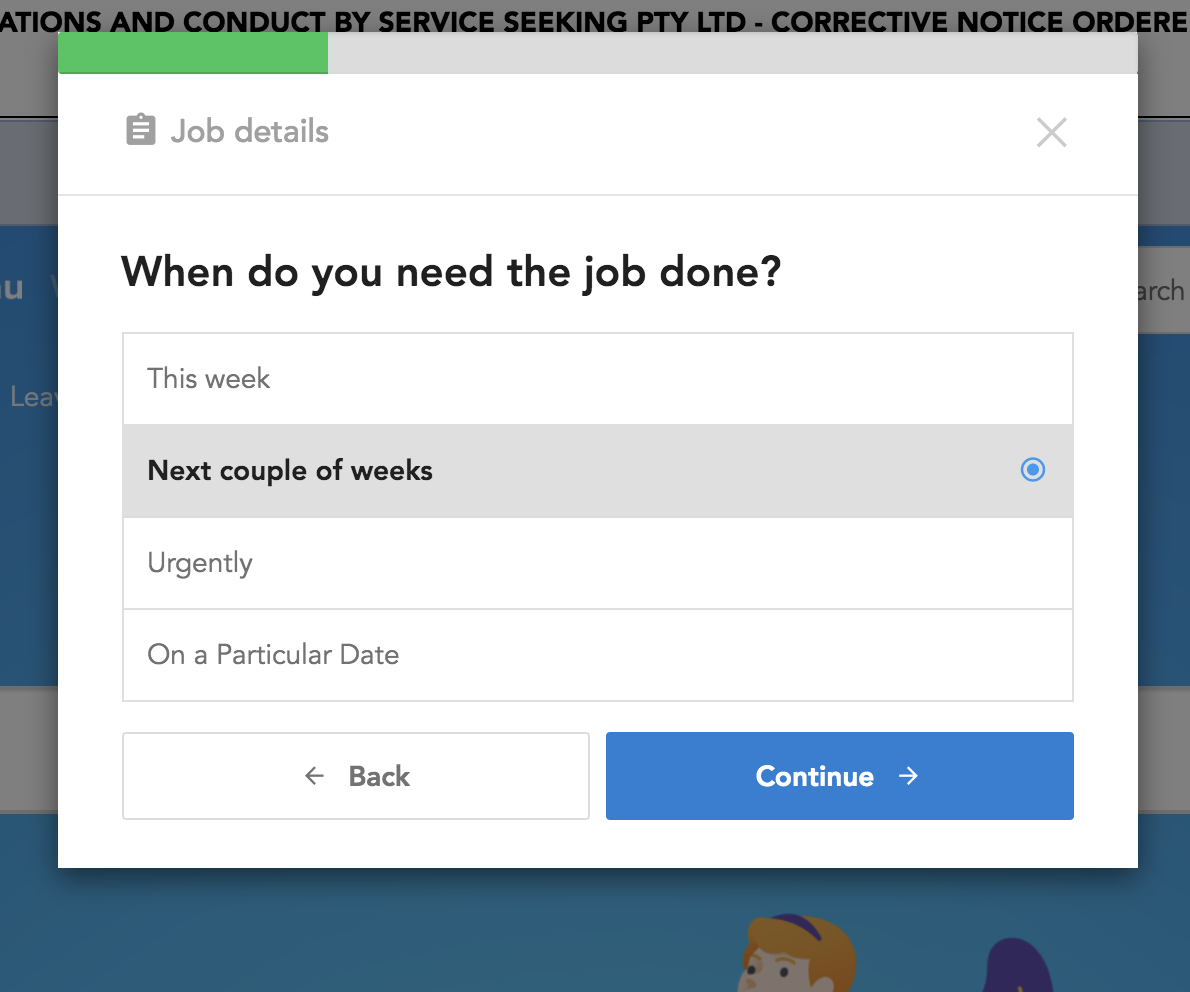 ATIONS AND CONDUCT BY SERVICE SEEKING PTY LTD - CORRECTIVE NOTICE ORDERE
Job details
When do you need the job done?
au
arch
This week
Leav
Next couple of weeks
Urgently
On a Particular Date
← Back
Continue →